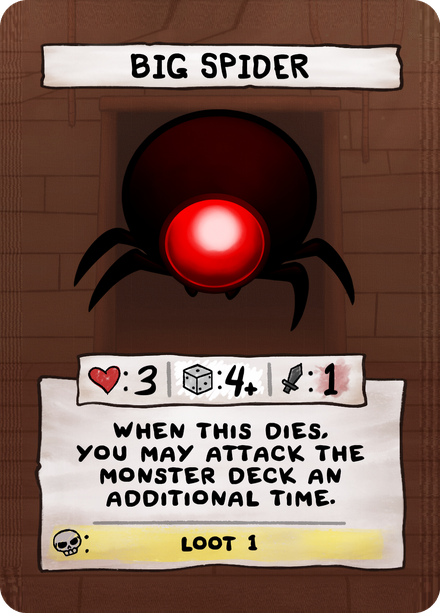 BIG SPIDER
:3 :4+ :1
WHEN THIS DIES,
YOU MAY ATTACK THE
MONSTER DECK AN
ADDITIONAL TIME.
: LOOT 1